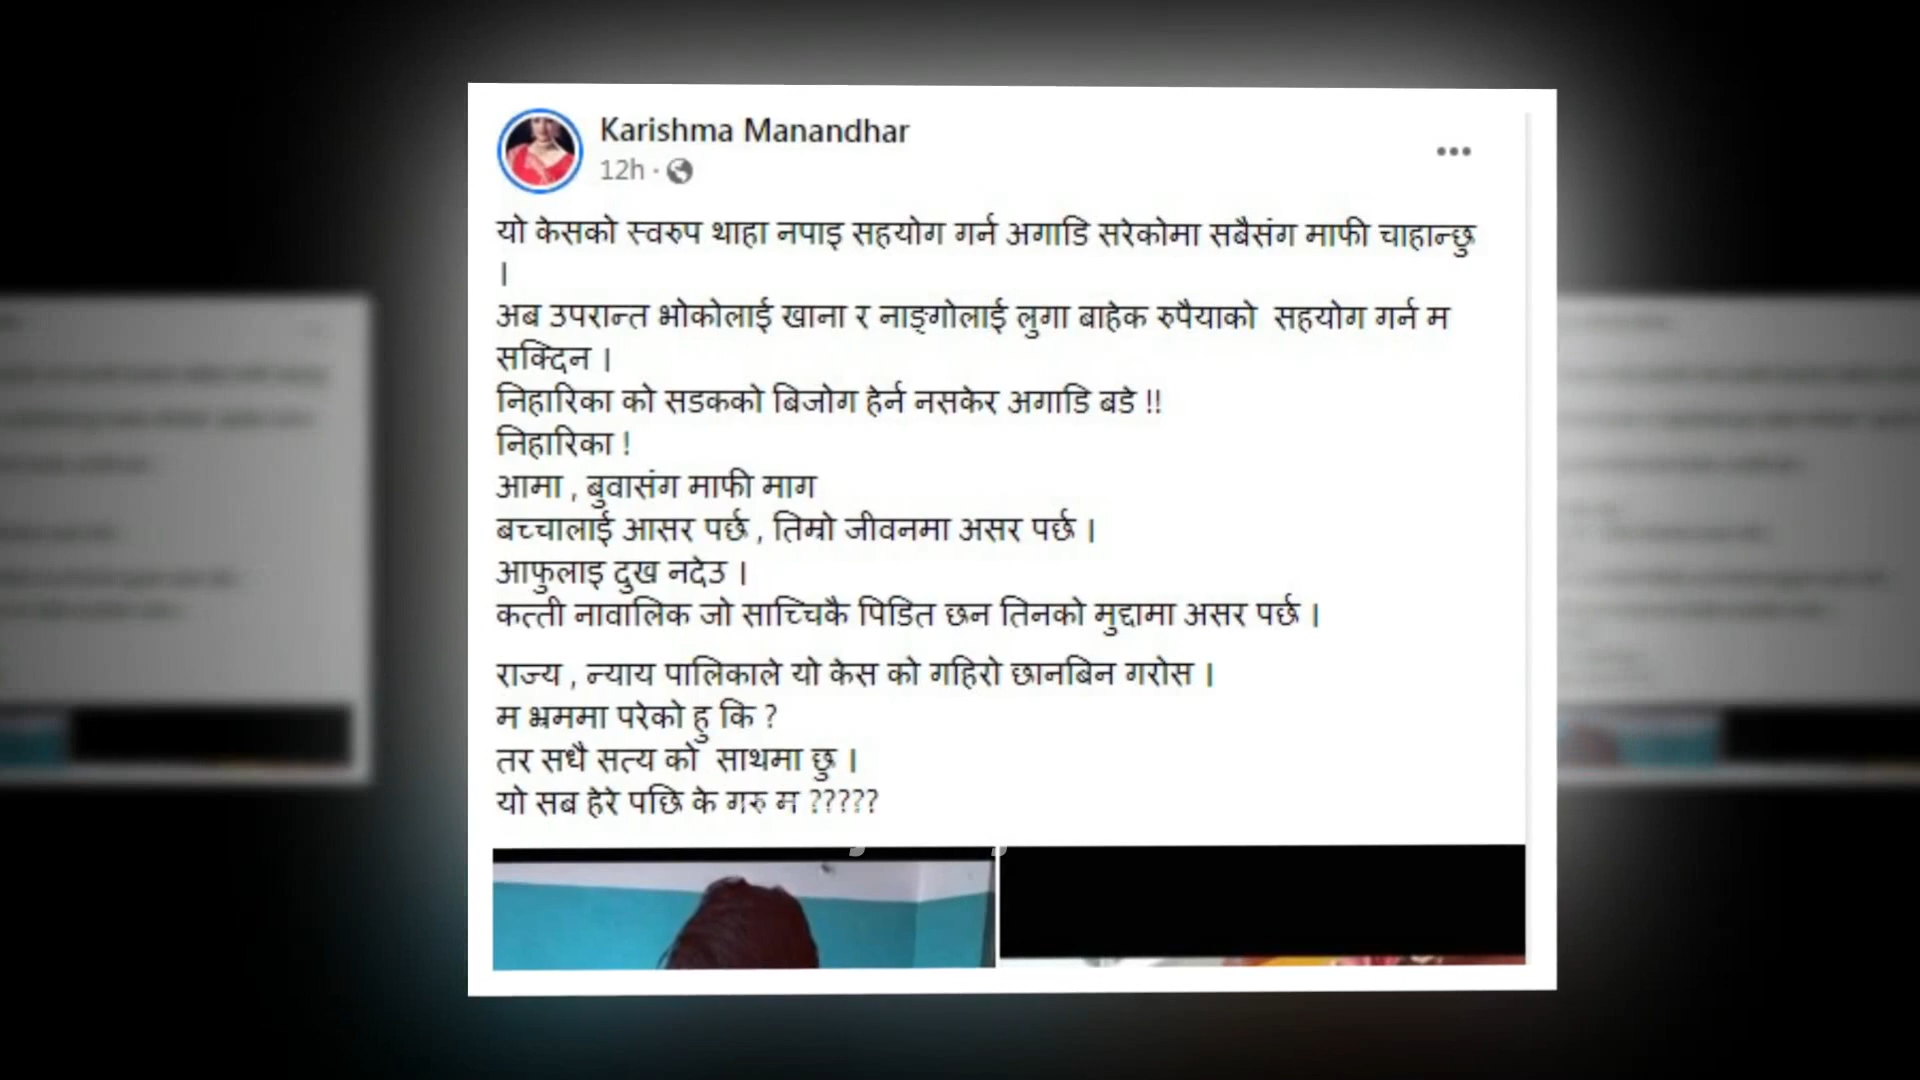 Karishma Manandhar
12h ·
यो केसको स्वरुप थाहा नपाइ सहयोग गर्न अगाडि सरेकोमा सबैसंग माफी चाहान्छु
।
अब उपरान्त भोकोलाई खाना र नाङ्गोलाई लुगा बाहेक रुपैयाको सहयोग गर्न म
सक्दिन ।
निहारिका को सडकको बिजोग हेर्न नसकेर अगाडि बडे !!
निहारिका !
आमा , बुवासंग माफी माग
बच्चालाई आसर पर्छ , तिम्रो जीवनमा असर पर्छ ।
आफुलाइ दुख नदेउ ।
कत्ती नावालिक जो साच्चिकै पिडित छन तिनको मुद्दामा असर पर्छ ।
राज्य , न्याय पालिकाले यो केस को गहिरो छानबिन गरोस ।
म भ्रममा परेको हु कि ?
तर सधै सत्य को साथमा छु ।
यो सब हेरे पछि के गरु म ?????